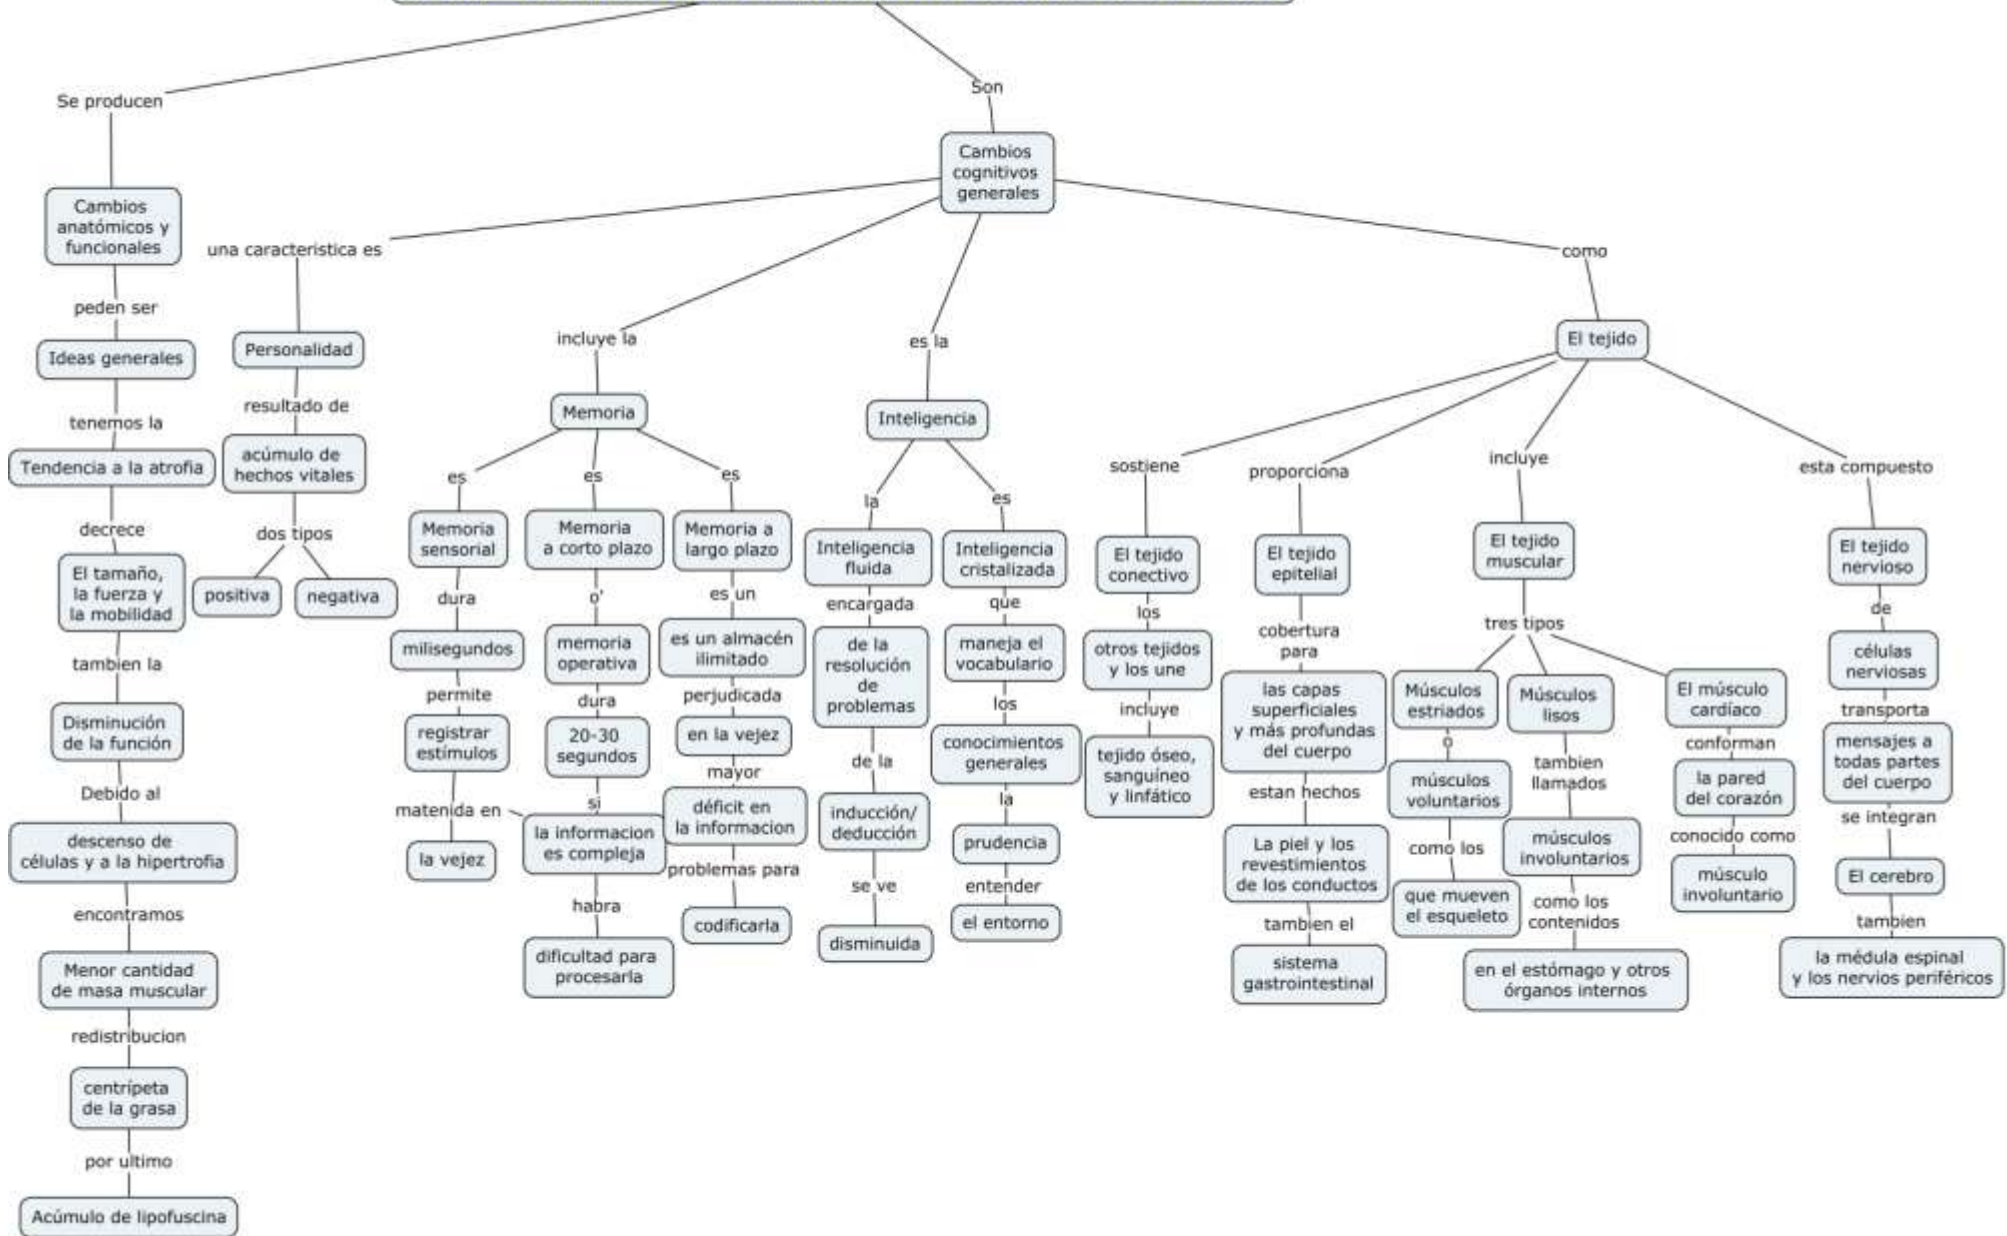 Se producen
Son
Cambios
cognitivos
generales
Cambios
anatómicos y
funcionales
peden ser
Ideas generales
tenemos la
Tendencia a la atrofia
decrece
El tamaño,
la fuerza y
la mobilidad
tambien la
Disminución
de la función
Debido al
descenso de
células y a la hipertrofia
encontramos
Menor cantidad
de masa muscular
redistribucion
centrípeta
de la grasa
por ultimo
Acúmulo de lipofuscina
una caracteristica es
Personalidad
resultado de
acúmulo de
hechos vitales
dos tipos
positiva
negativa
incluye la
Memoria
es
Memoria
sensorial
dura
milisegundos
permite
registrar
estímulos
matenida en
la vejez
es
Memoria
a corto plazo
o'
memoria
operativa
dura
20-30
segundos
si
la informacion
es compleja
habra
dificultad para
procesarla
es
Memoria a
largo plazo
es un
es un almacén
ilimitado
perjudicada
en la vejez
mayor
déficit en
la informacion
problemas para
codificarla
es la
Inteligencia
la
Inteligencia
fluida
encargada
de la
resolución
de
problemas
de la
inducción/
deducción
se ve
disminuida
es
Inteligencia
cristalizada
que
maneja el
vocabulario
los
conocimientos
generales
la
prudencia
entender
el entorno
como
El tejido
sostiene
El tejido
conectivo
los
otros tejidos
y los une
incluye
tejido óseo,
sanguíneo
y linfático
proporciona
El tejido
epitelial
cobertura
para
las capas
superficiales
y más profundas
del cuerpo
estan hechos
La piel y los
revestimientos
de los conductos
tambien el
sistema
gastrointestinal
incluye
El tejido
muscular
tres tipos
Músculos
estriados
o
músculos
voluntarios
como los
que mueven
el esqueleto
Músculos
lisos
tambien
llamados
músculos
involuntarios
como los
contenidos
en el estómago y otros
órganos internos
El músculo
cardíaco
conforman
la pared
del corazón
conocido como
músculo
involuntario
esta compuesto
El tejido
nervioso
de
células
nerviosas
transporta
mensajes a
todas partes
del cuerpo
se integran
El cerebro
tambien
la médula espinal
y los nervios periféricos